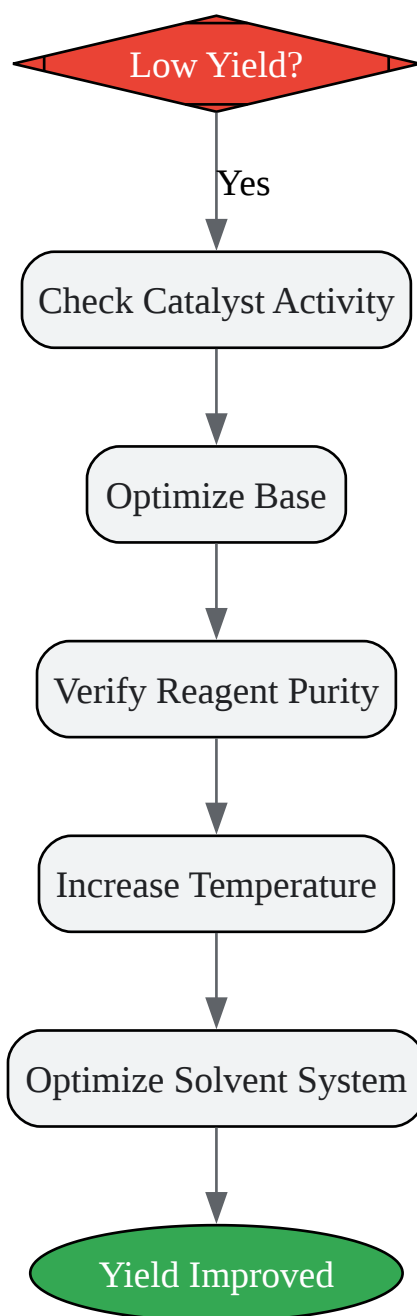 Low Yield?
Yes
Check Catalyst Activity
Optimize Base
Verify Reagent Purity
Increase Temperature
Optimize Solvent System
Yield Improved